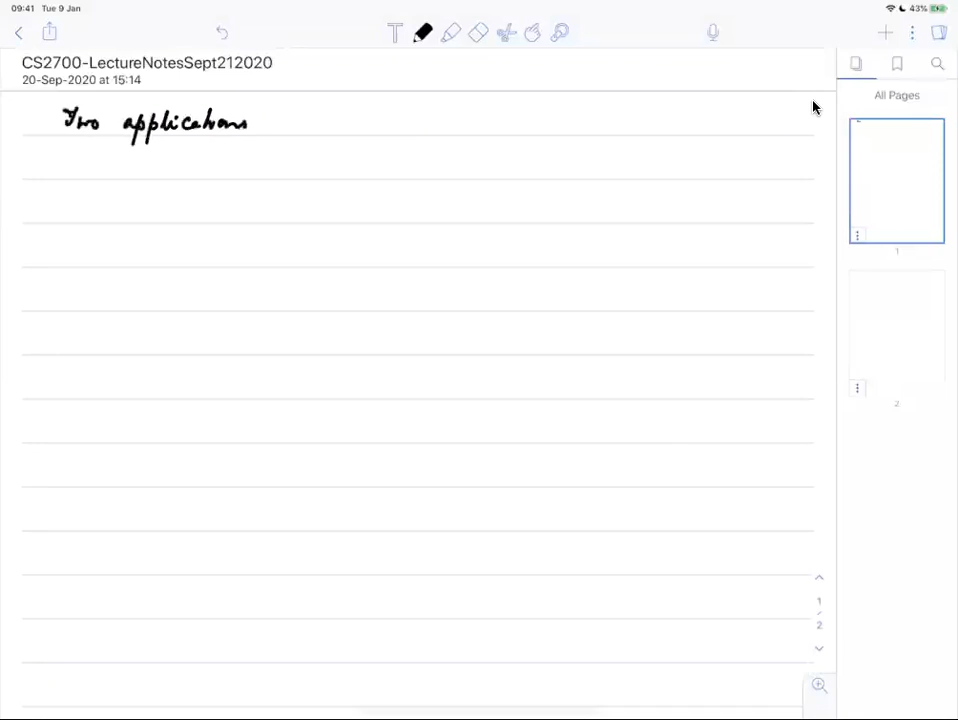 09:41 Tue 9 Jan 43%
CS2700-LectureNotesSept212020
20-Sep-2020 at 15:14
Two applications
All Pages
1
2
1
2